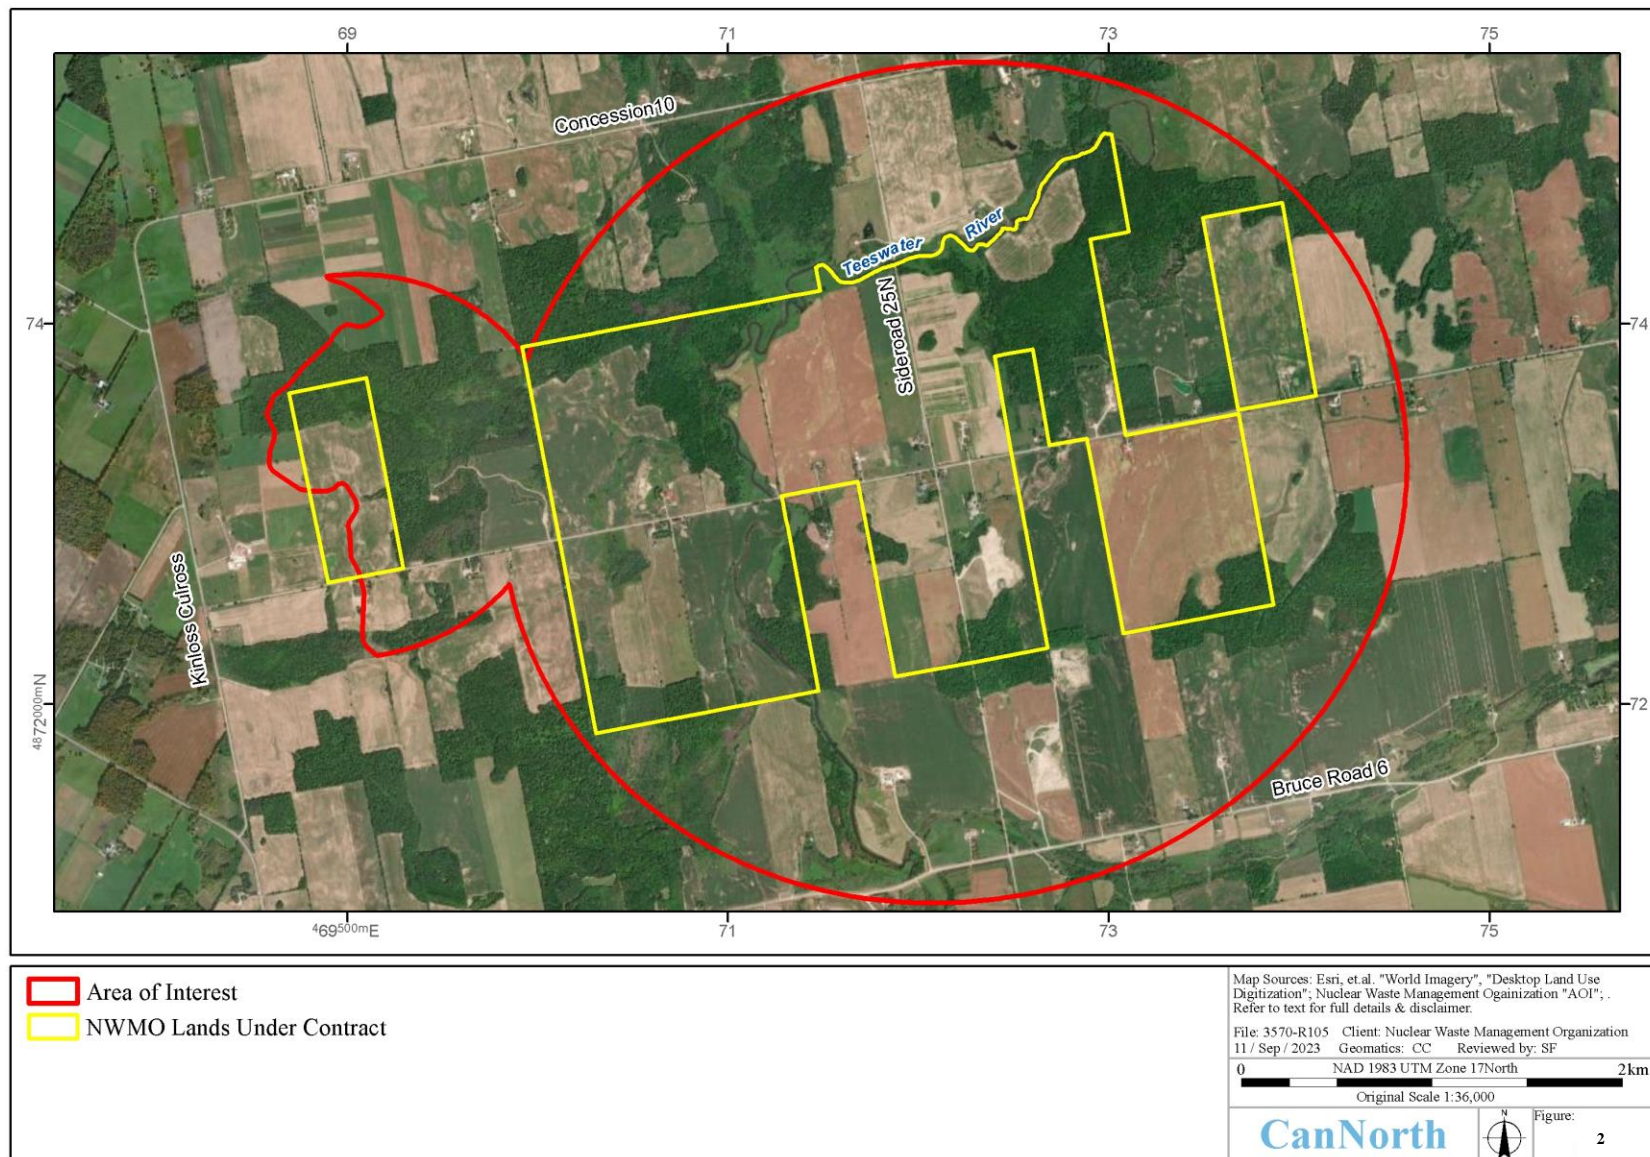 69 71 73 75
Concession10
Teeswater River
74 74
Sideroad 25N
Kinloss Culross
4872000mN 72
Bruce Road 6
469500mE 71 73 75
Area of Interest
NWMO Lands Under Contract
Map Sources: Esri, et.al. "World Imagery", "Desktop Land Use
Digitization"; Nuclear Waste Management Ogainization "AOI"; .
Refer to text for full details & disclaimer.
File: 3570-R105 Client: Nuclear Waste Management Organization
11 / Sep / 2023 Geomatics: CC Reviewed by: SF
0 NAD 1983 UTM Zone 17North 2km
Original Scale 1:36,000
CanNorth N Figure:
2